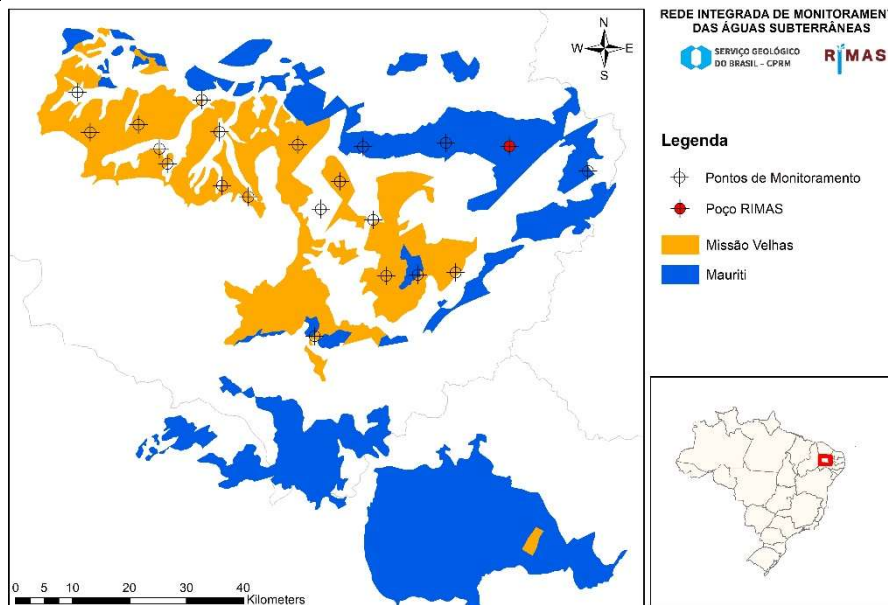 REDE INTEGRADA DE MONITORAMENT
DAS ÁGUAS SUBTERRÂNEAS
SERVIÇO GEOLÓGICO
DO BRASIL – CPRM
RIMAS
Legenda
Pontos de Monitoramento
Poço RIMAS
Missão Velhas
Mauriti
N
W
E
S
0 5 10 20 30 40
Kilometers